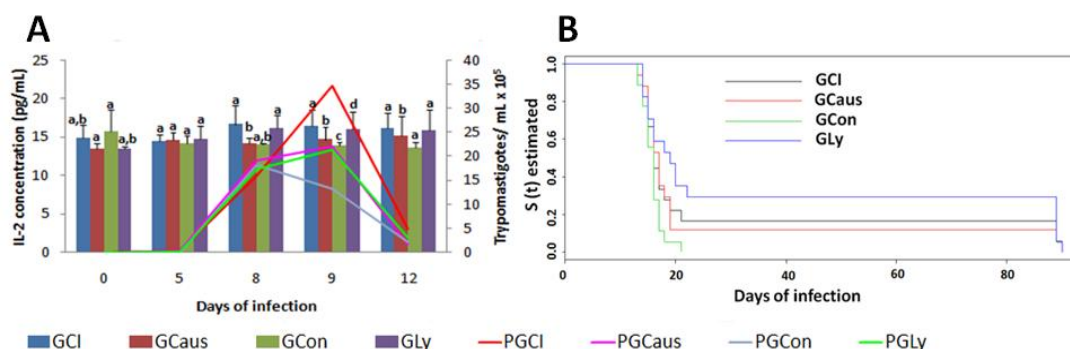 A
B
25
20
15
10
5
0
IL-2 concentration (pg/mL)
a,b
a
a
a,b
a
a
a
a
a
b
a,b
a
a
b
c
d
a
b
a
a
0
5
8
9
12
Days of infection
40
35
30
25
20
15
10
5
0
Trypomastigotes/ mL x 10⁵
1.0
0.8
0.6
0.4
0.2
0.0
S (t) estimated
GCI
GCaus
GCon
GLy
0
20
40
60
80
Days of infection
GCI GCaus GCon GLy PGCI PGCaus PGCon PGLy